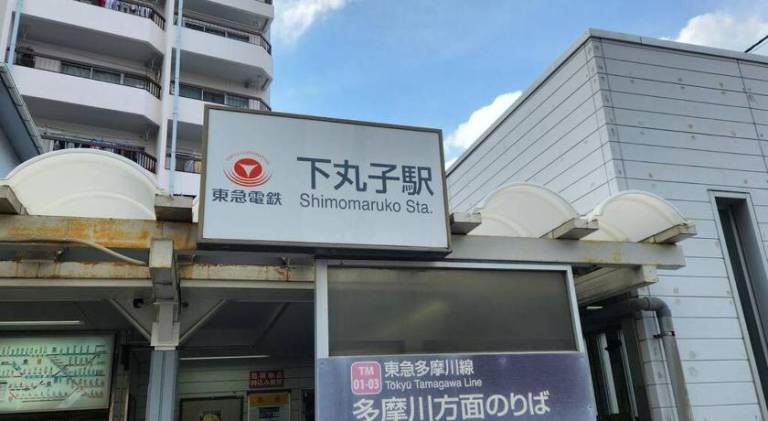 下丸子駅
東急電鉄
Shimomaruko Sta.
TM
01-03
東急多摩川線
Tōkyū Tamagawa Line
多摩川方面のりば